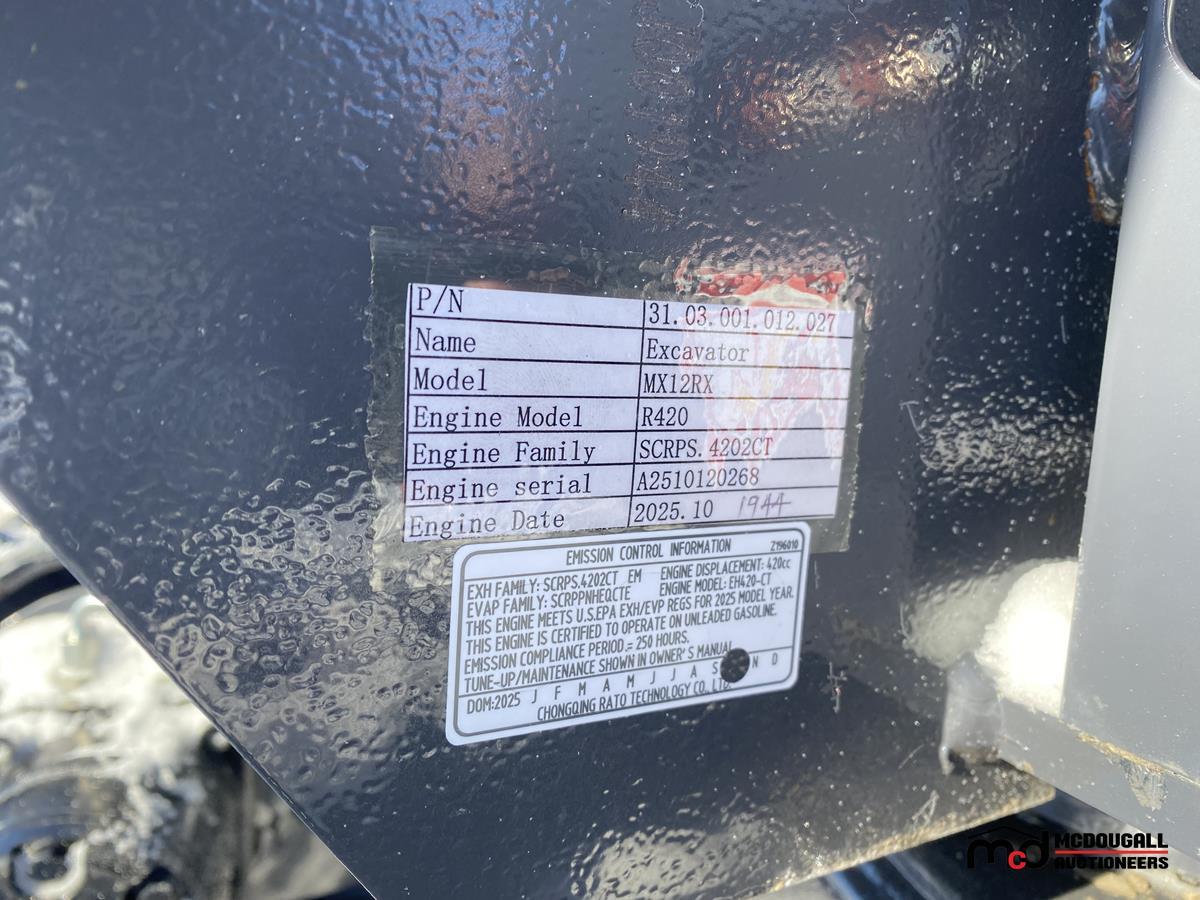 P/N 31.03.001.012.027
Name Excavator
Model MX12RX
Engine Model R420
Engine Family SCRPS.4202CT
Engine serial A2510120268
Engine Date 2025.10 1944
EMISSION CONTROL INFORMATION Z196010
EXH FAMILY: SCRPS.4202CT EM ENGINE DISPLACEMENT: 420cc
EVAP FAMILY: SCRPPNHEQCTE ENGINE MODEL: EH420-CT
THIS ENGINE MEETS U.S.EPA EXH/EVP REGS FOR 2025 MODEL YEAR.
THIS ENGINE IS CERTIFIED TO OPERATE ON UNLEADED GASOLINE.
EMISSION COMPLIANCE PERIOD:= 250 HOURS.
TUNE-UP/MAINTENANCE SHOWN IN OWNER'S MANUAL
DOM:2025 J F M A M J J A S N D
CHONGQING RATO TECHNOLOGY CO., LTD.
mcd MCDOUGALL
AUCTIONEERS